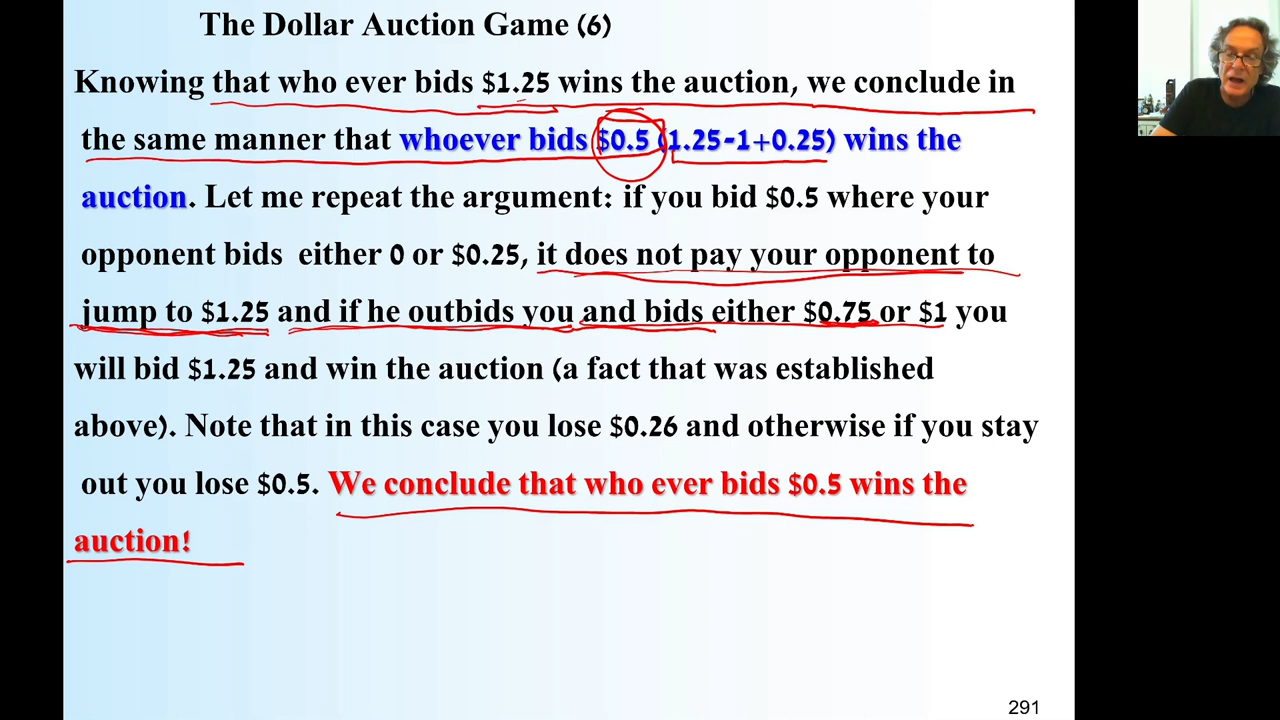 The Dollar Auction Game (6)
Knowing that who ever bids $1.25 wins the auction, we conclude in
the same manner that whoever bids $0.5 (1.25-1+0.25) wins the
auction. Let me repeat the argument: if you bid $0.5 where your
opponent bids either 0 or $0.25, it does not pay your opponent to
jump to $1.25 and if he outbids you and bids either $0.75 or $1 you
will bid $1.25 and win the auction (a fact that was established
above). Note that in this case you lose $0.26 and otherwise if you stay
out you lose $0.5. We conclude that who ever bids $0.5 wins the
auction!
291